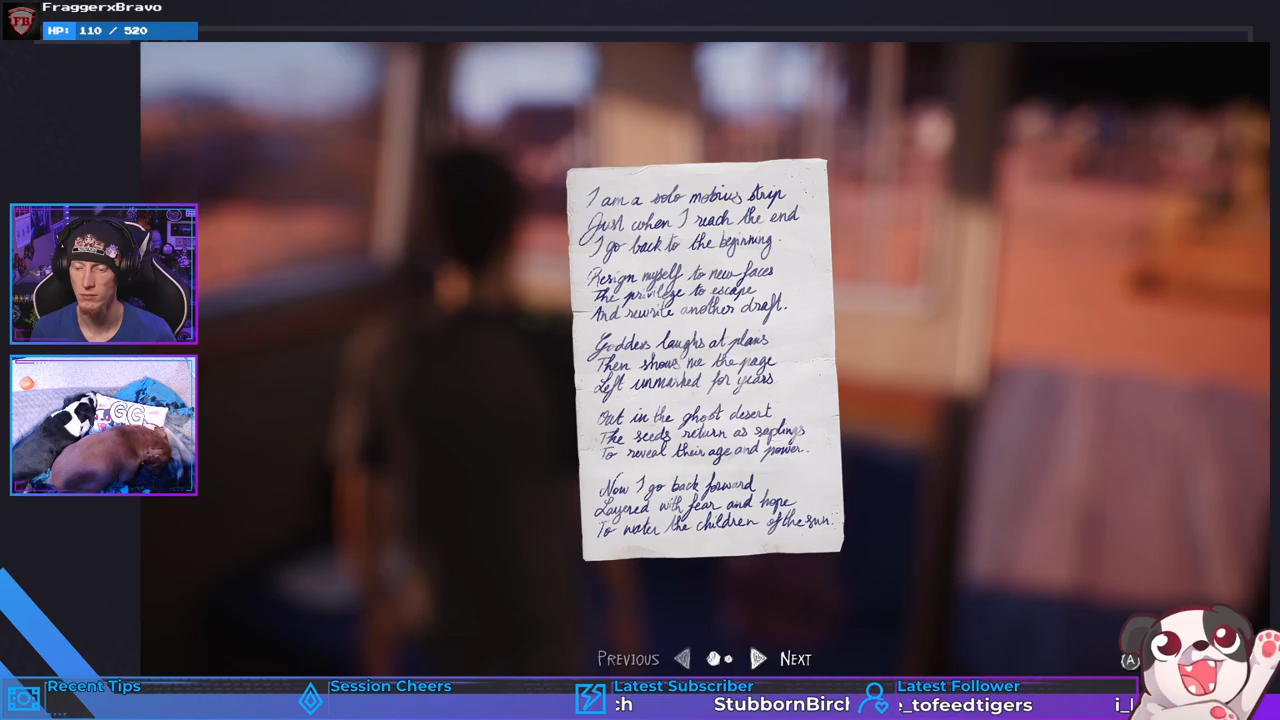 FraggerxBravo
HP: 110 / 520
I am a solo mobius strip
Just when I reach the end
I go back to the beginning.
Resign myself to new faces
The privilege to escape
And rewrite another draft.
Goddess laughs at plans
Then shows me the page
Left unmarked for years
Out in the ghost desert
The seeds return as saplings
To reveal their age and power.
Now I go back forward
Layered with fear and hope
To water the children of the sun.
GG
PREVIOUS
NEXT
(A)
Recent Tips
Session Cheers
Latest Subscriber
ch StubbornBircl
Latest Follower
e_tofeedtigers i_